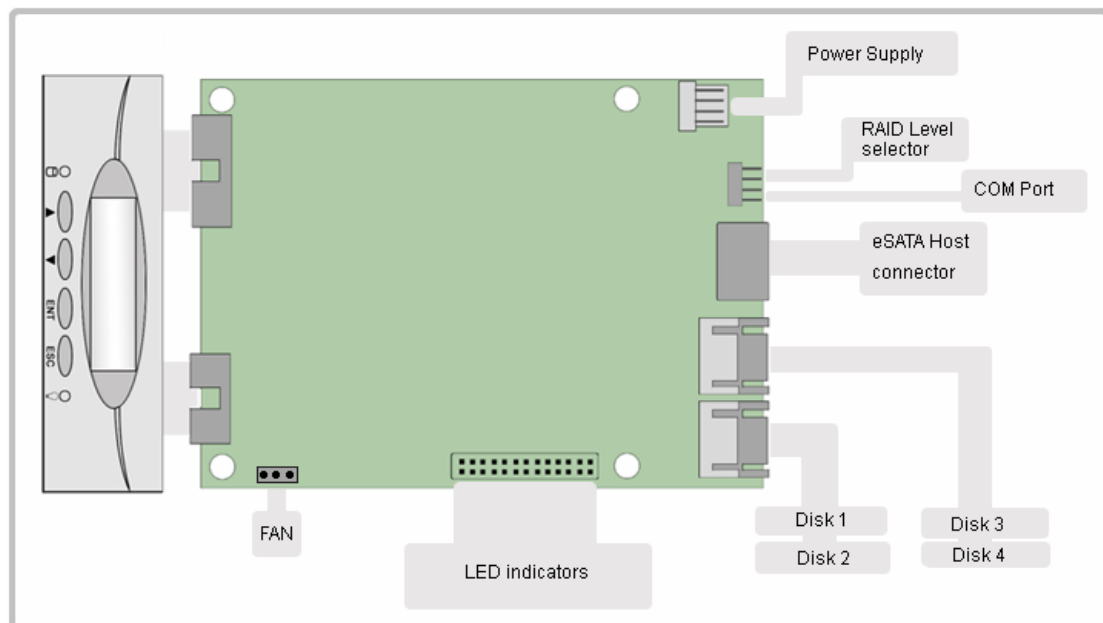 Power Supply
RAID Level
selector
COM Port
eSATA Host
connector
ENT
ESC
FAN
LED indicators
Disk 1
Disk 2
Disk 3
Disk 4